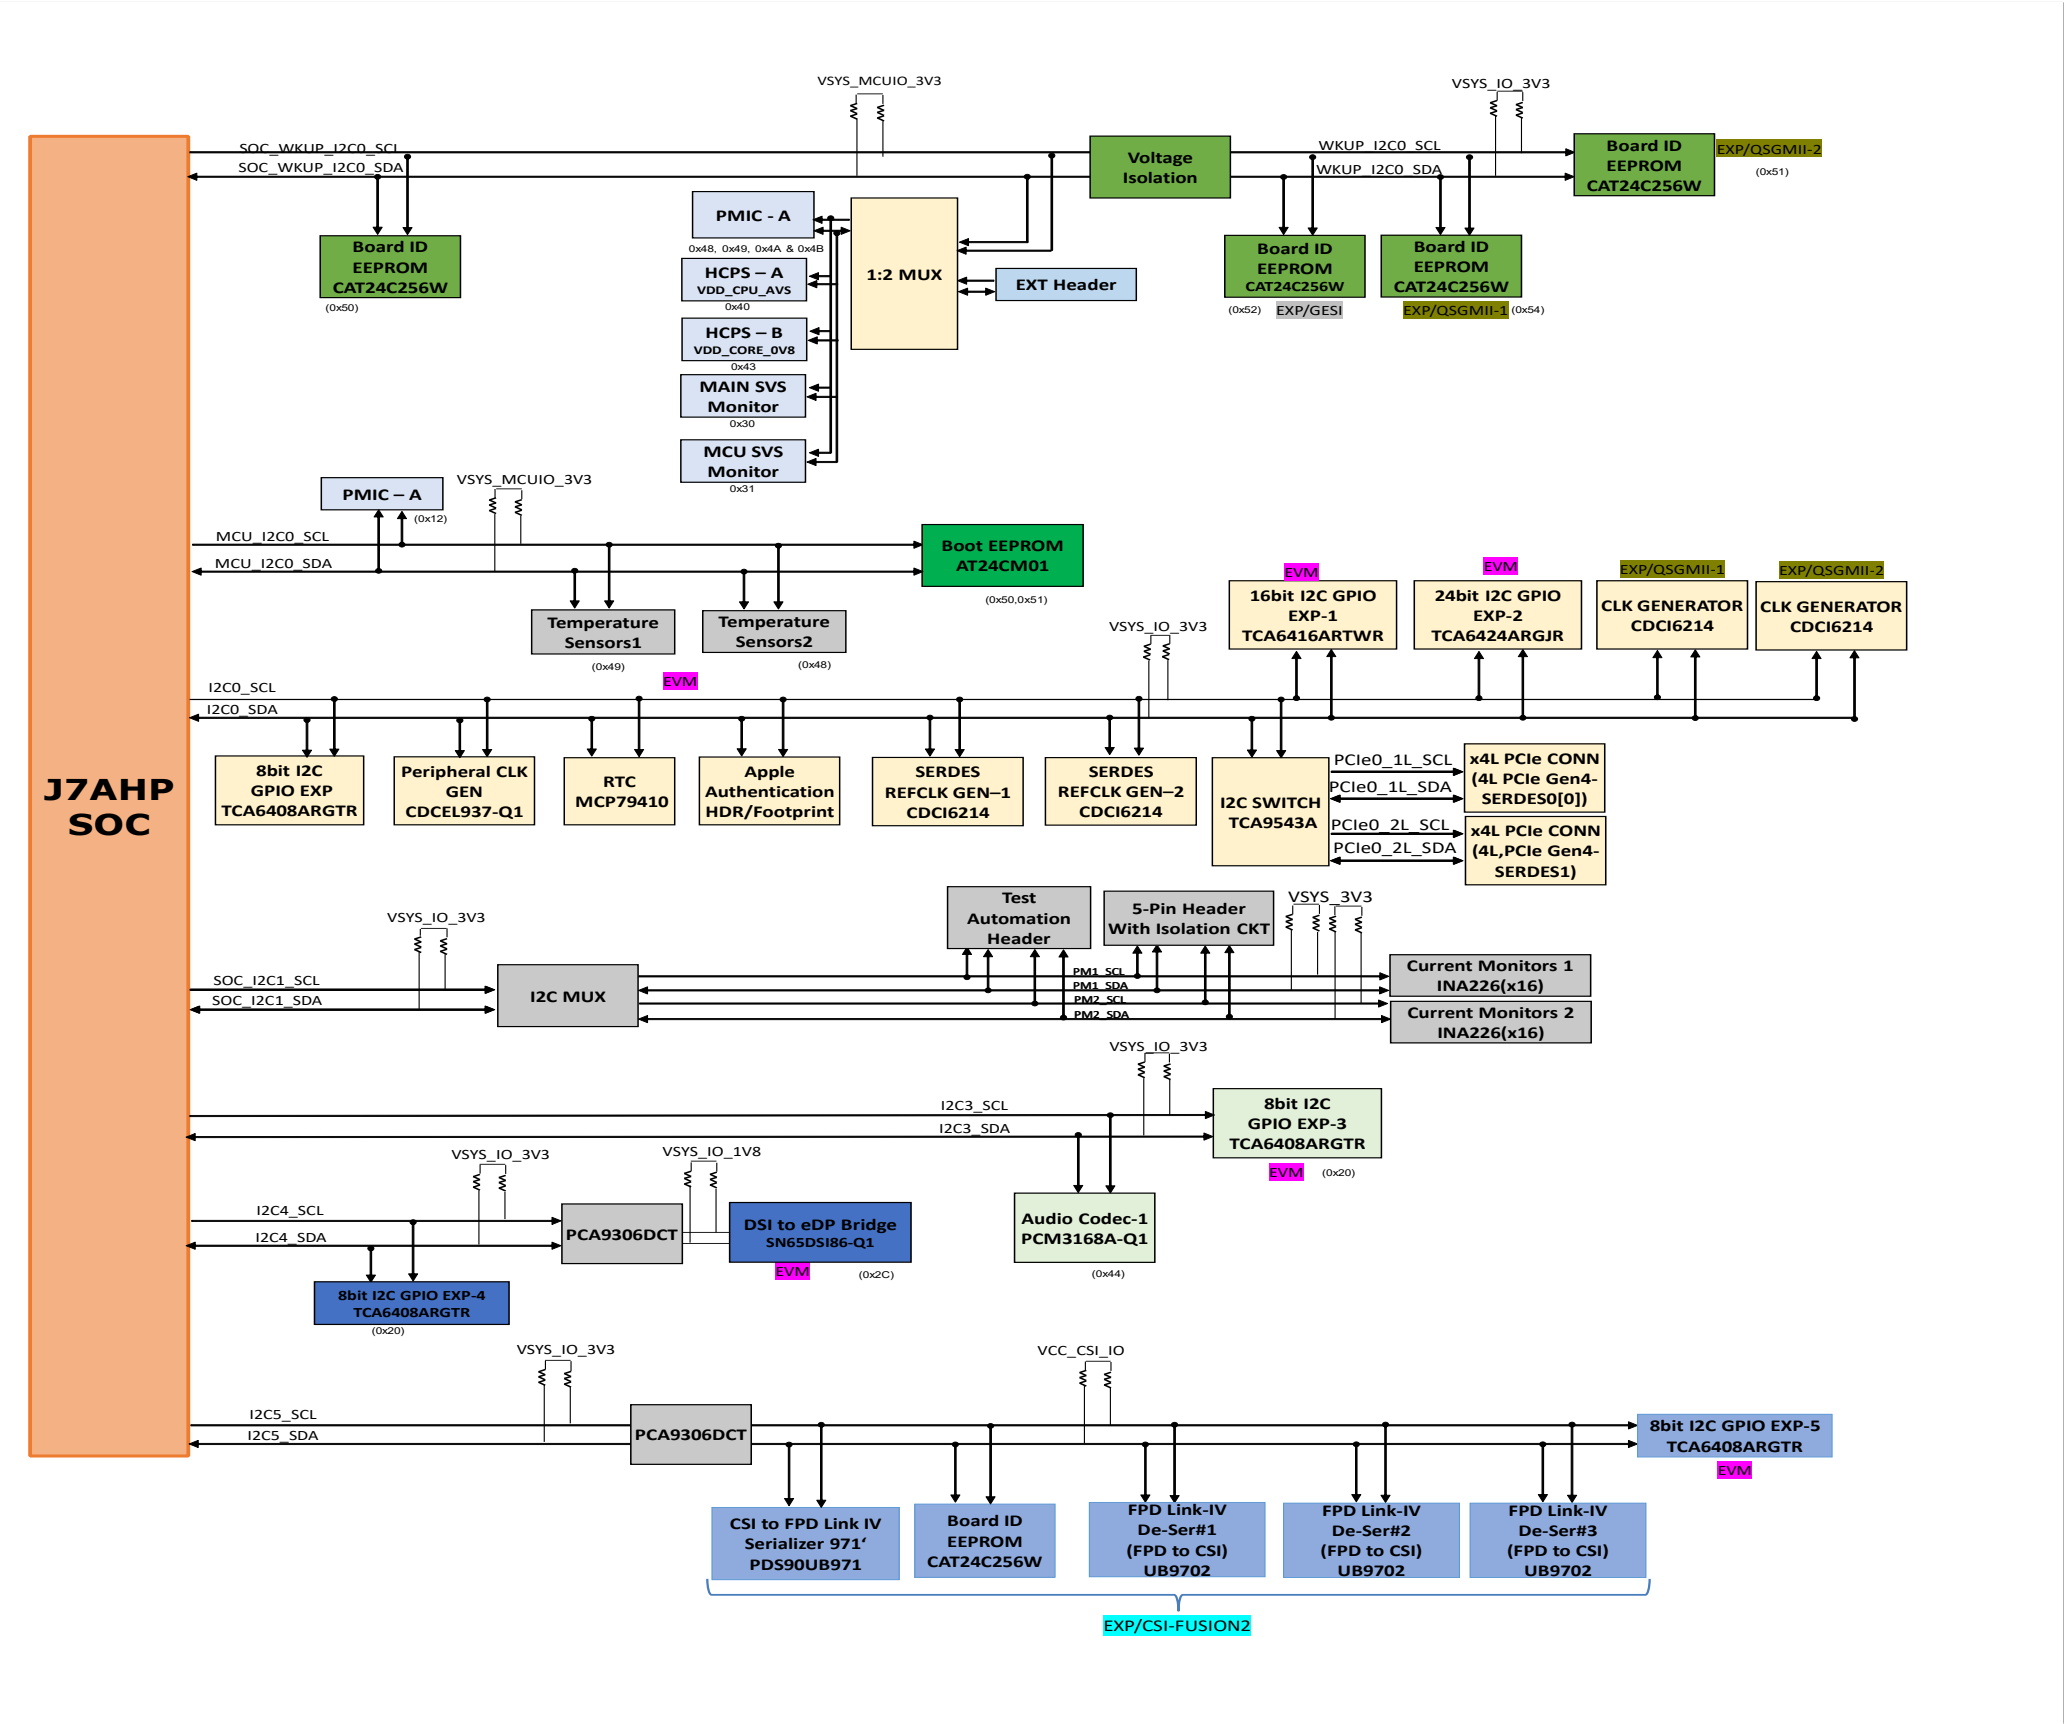 VSYS_MCUIO_3V3
VSYS_IO_3V3
SOC_WKUP_I2C0_SCL
SOC_WKUP_I2C0_SDA
Voltage
Isolation
WKUP_I2C0_SCL
WKUP_I2C0_SDA
Board ID
EEPROM
CAT24C256W
EXP/QSGMII-2
(0x51)
Board ID
EEPROM
CAT24C256W
(0x50)
PMIC - A
0x48, 0x49, 0x4A & 0x4B
HCPS – A
VDD_CPU_AVS
0x40
HCPS – B
VDD_CORE_0V8
0x43
MAIN SVS
Monitor
0x30
MCU SVS
Monitor
0x31
1:2 MUX
EXT Header
Board ID
EEPROM
CAT24C256W
(0x52)
EXP/GESI
Board ID
EEPROM
CAT24C256W
EXP/QSGMII-1
(0x54)
J7AHP
SOC
PMIC – A
(0x12)
VSYS_MCUIO_3V3
MCU_I2C0_SCL
MCU_I2C0_SDA
Boot EEPROM
AT24CM01
(0x50,0x51)
Temperature
Sensors1
(0x49)
Temperature
Sensors2
(0x48)
EVM
VSYS_IO_3V3
EVM
16bit I2C GPIO
EXP-1
TCA6416ARTWR
EVM
24bit I2C GPIO
EXP-2
TCA6424ARGJR
EXP/QSGMII-1
CLK GENERATOR
CDCI6214
EXP/QSGMII-2
CLK GENERATOR
CDCI6214
I2C0_SCL
I2C0_SDA
8bit I2C
GPIO EXP
TCA6408ARGTR
Peripheral CLK
GEN
CDCEL937-Q1
RTC
MCP79410
Apple
Authentication
HDR/Footprint
SERDES
REFCLK GEN–1
CDCI6214
SERDES
REFCLK GEN–2
CDCI6214
I2C SWITCH
TCA9543A
PCIe0_1L_SCL
PCIe0_1L_SDA
PCIe0_2L_SCL
PCIe0_2L_SDA
x4L PCIe CONN
(4L PCIe Gen4-
SERDES0[0])
x4L PCIe CONN
(4L,PCIe Gen4-
SERDES1)
VSYS_IO_3V3
SOC_I2C1_SCL
SOC_I2C1_SDA
I2C MUX
Test
Automation
Header
5-Pin Header
With Isolation CKT
VSYS_3V3
PM1_SCL
PM1_SDA
PM2_SCL
PM2_SDA
Current Monitors 1
INA226(x16)
Current Monitors 2
INA226(x16)
VSYS_IO_3V3
I2C3_SCL
I2C3_SDA
8bit I2C
GPIO EXP-3
TCA6408ARGTR
EVM
(0x20)
Audio Codec-1
PCM3168A-Q1
(0x44)
VSYS_IO_3V3
VSYS_IO_1V8
I2C4_SCL
I2C4_SDA
PCA9306DCT
DSI to eDP Bridge
SN65DSI86-Q1
EVM
(0x2C)
8bit I2C GPIO EXP-4
TCA6408ARGTR
(0x20)
VSYS_IO_3V3
VCC_CSI_IO
I2C5_SCL
I2C5_SDA
PCA9306DCT
8bit I2C GPIO EXP-5
TCA6408ARGTR
EVM
CSI to FPD Link IV
Serializer 971‘
PDS90UB971
Board ID
EEPROM
CAT24C256W
FPD Link-IV
De-Ser#1
(FPD to CSI)
UB9702
FPD Link-IV
De-Ser#2
(FPD to CSI)
UB9702
FPD Link-IV
De-Ser#3
(FPD to CSI)
UB9702
EXP/CSI-FUSION2